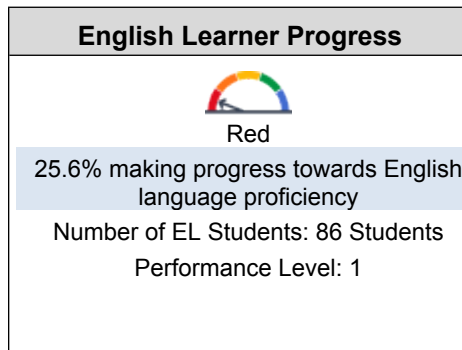 English Learner Progress
Red
25.6% making progress towards English
language proficiency
Number of EL Students: 86 Students
Performance Level: 1